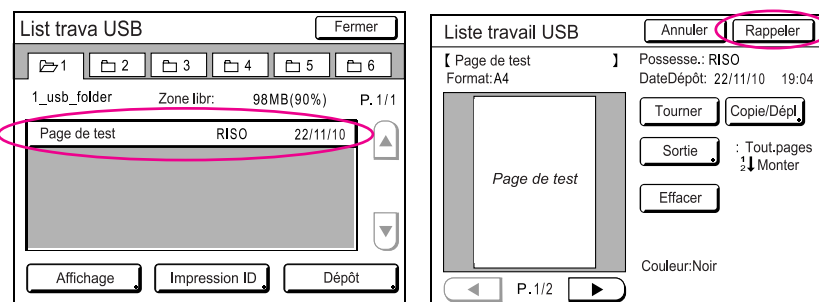 List trava USB
Fermer
1
2
3
4
5
6
1_usb_folder Zone libr: 98MB(90%) P. 1/1
Page de test RISO 22/11/10
Affichage
Impression ID
Dépôt
Liste travail USB
Annuler
Rappeler
【 Page de test 】
Format:A4
Page de test
P.1/2
Possesse.: RISO
DateDépôt: 22/11/10 19:04
Tourner
Copie/Dépl.
Sortie
: Tout.pages
1
2 Monter
Effacer
Couleur:Noir